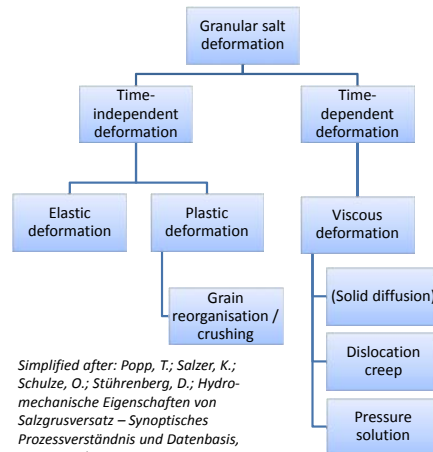 Granular salt
deformation
Time-
independent
deformation
Time-
dependent
deformation
Elastic
deformation
Plastic
deformation
Viscous
deformation
Grain
reorganisation /
crushing
(Solid diffusion)
Dislocation
creep
Pressure
solution
Simplified after: Popp, T.; Salzer, K.;
Schulze, O.; Stührenberg, D.; Hydro-
mechanische Eigenschaften von
Salzgrusversatz – Synoptisches
Prozessverständnis und Datenbasis,